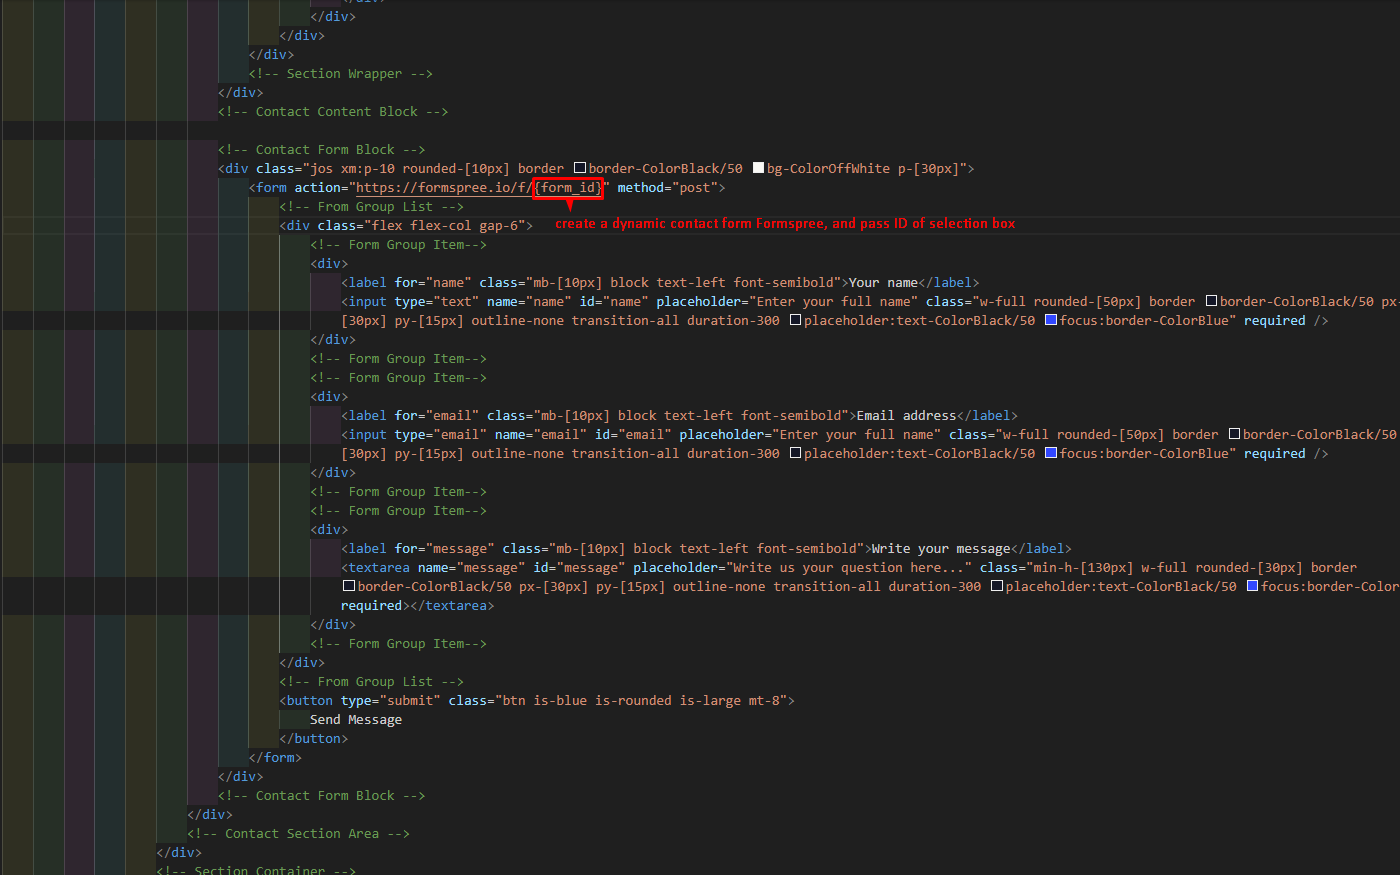 </div>
</div>
</div>
</div>
<!-- Section Wrapper -->
</div>
<!-- Contact Content Block -->
<!-- Contact Form Block -->
<div class="jos xm:p-10 rounded-[10px] border border-ColorBlack/50 bg-ColorOffWhite p-[30px]">
<form action="https://formspree.io/f/{form_id}" method="post">
<!-- From Group List -->
<div class="flex flex-col gap-6">
create a dynamic contact form Formspree, and pass ID of selection box
<!-- Form Group Item-->
<div>
<label for="name" class="mb-[10px] block text-left font-semibold">Your name</label>
<input type="text" name="name" id="name" placeholder="Enter your full name" class="w-full rounded-[50px] border border-ColorBlack/50 px-
[30px] py-[15px] outline-none transition-all duration-300 placeholder:text-ColorBlack/50 focus:border-ColorBlue" required />
</div>
<!-- Form Group Item-->
<!-- Form Group Item-->
<div>
<label for="email" class="mb-[10px] block text-left font-semibold">Email address</label>
<input type="email" name="email" id="email" placeholder="Enter your full name" class="w-full rounded-[50px] border border-ColorBlack/50
[30px] py-[15px] outline-none transition-all duration-300 placeholder:text-ColorBlack/50 focus:border-ColorBlue" required />
</div>
<!-- Form Group Item-->
<!-- Form Group Item-->
<div>
<label for="message" class="mb-[10px] block text-left font-semibold">Write your message</label>
<textarea name="message" id="message" placeholder="Write us your question here..." class="min-h-[130px] w-full rounded-[30px] border
border-ColorBlack/50 px-[30px] py-[15px] outline-none transition-all duration-300 placeholder:text-ColorBlack/50 focus:border-Color
required></textarea>
</div>
<!-- Form Group Item-->
</div>
<!-- From Group List -->
<button type="submit" class="btn is-blue is-rounded is-large mt-8">
Send Message
</button>
</form>
</div>
<!-- Contact Form Block -->
</div>
<!-- Contact Section Area -->
</div>
<!-- Section Container -->